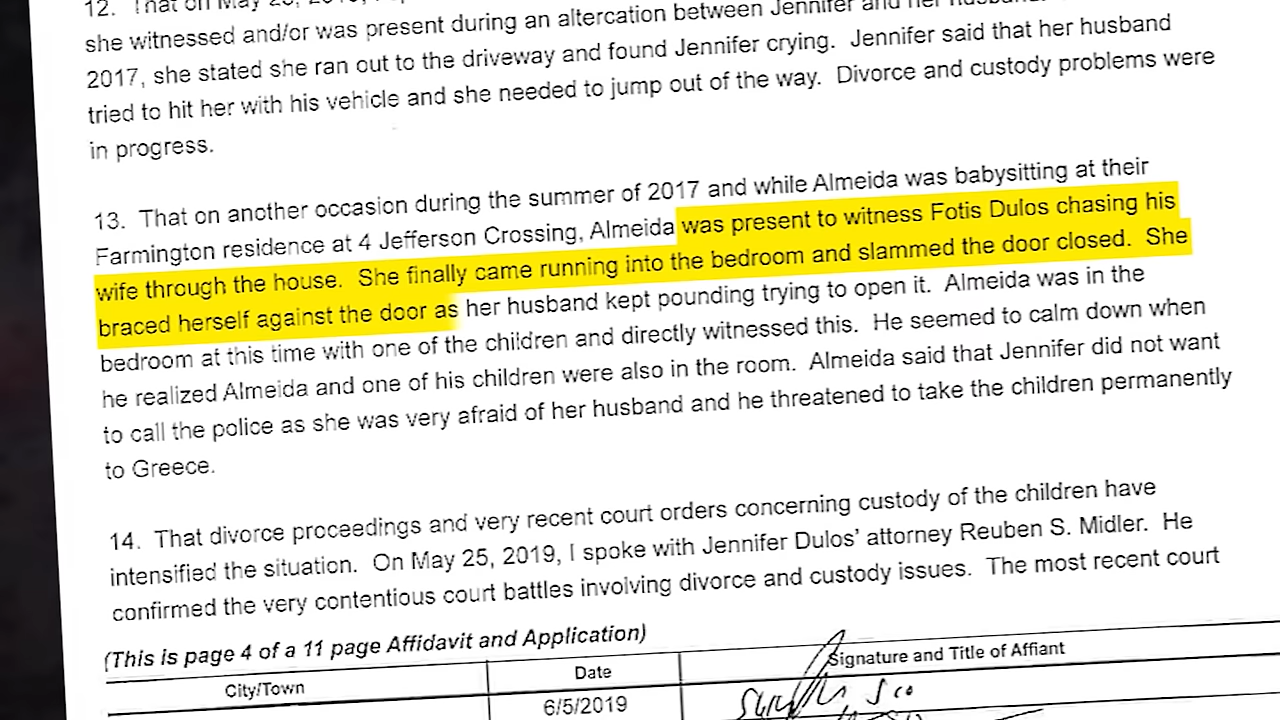 12. That on May
she witnessed and/or was present during an altercation between Jennifer and her
2017, she stated she ran out to the driveway and found Jennifer crying. Jennifer said that her husband
tried to hit her with his vehicle and she needed to jump out of the way. Divorce and custody problems were
in progress.
13. That on another occasion during the summer of 2017 and while Almeida was babysitting at their
Farmington residence at 4 Jefferson Crossing, Almeida was present to witness Fotis Dulos chasing his
wife through the house. She finally came running into the bedroom and slammed the door closed. She
braced herself against the door as her husband kept pounding trying to open it. Almeida was in the
bedroom at this time with one of the children and directly witnessed this. He seemed to calm down when
he realized Almeida and one of his children were also in the room. Almeida said that Jennifer did not want
to call the police as she was very afraid of her husband and he threatened to take the children permanently
to Greece.
14. That divorce proceedings and very recent court orders concerning custody of the children have
intensified the situation. On May 25, 2019, I spoke with Jennifer Dulos' attorney Reuben S. Midler. He
confirmed the very contentious court battles involving divorce and custody issues. The most recent court
(This is page 4 of a 11 page Affidavit and Application)
City/Town
Date
Signature and Title of Affiant
6/5/2019